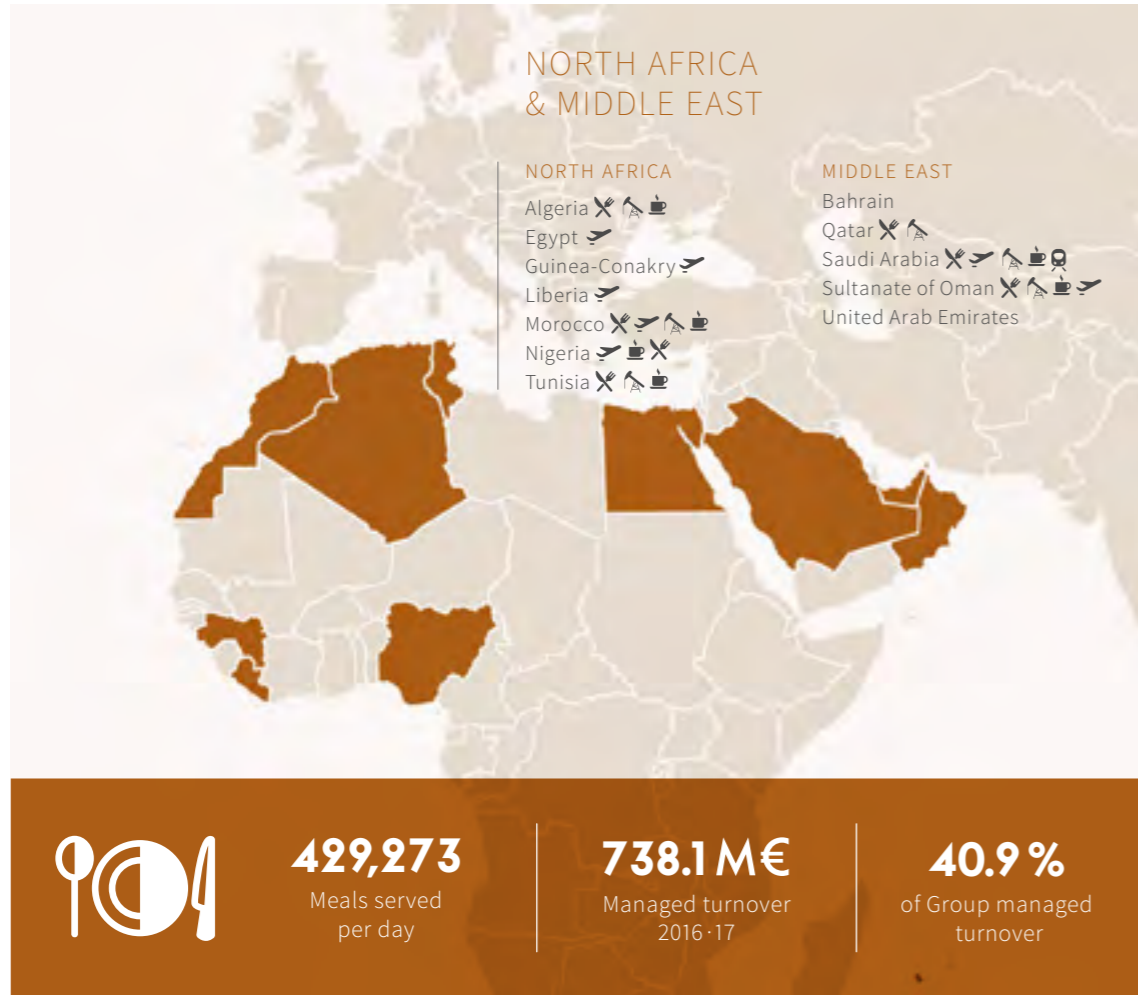 NORTH AFRICA
& MIDDLE EAST
NORTH AFRICA
Algeria
Egypt
Guinea-Conakry
Liberia
Morocco
Nigeria
Tunisia
MIDDLE EAST
Bahrain
Qatar
Saudi Arabia
Sultanate of Oman
United Arab Emirates
429,273
Meals served
per day
738.1 M€
Managed turnover
2016·17
40.9 %
of Group managed
turnover